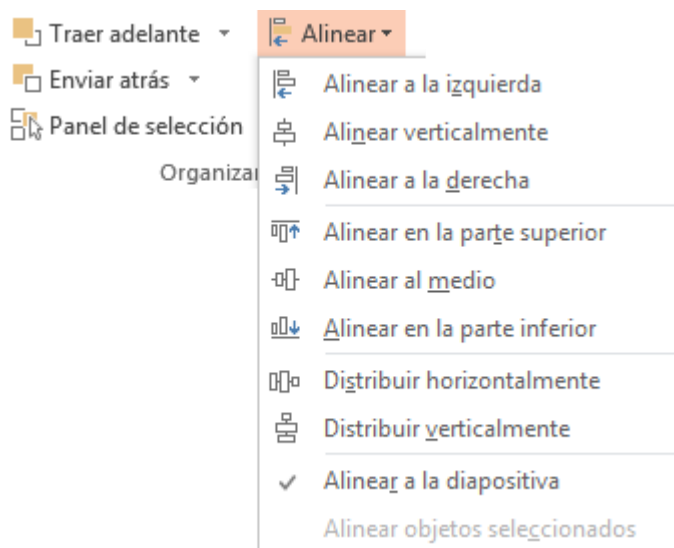 Traer adelante
Alinear
Enviar atrás
Panel de selección
Organizar
Alinear a la izquierda
Alinear verticalmente
Alinear a la derecha
Alinear en la parte superior
Alinear al medio
Alinear en la parte inferior
Distribuir horizontalmente
Distribuir verticalmente
Alinear a la diapositiva
Alinear objetos seleccionados